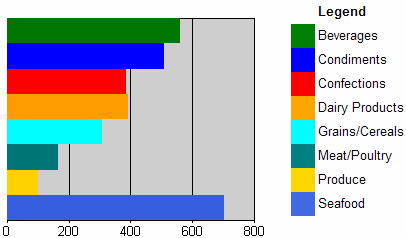 Legend
Beverages
Condiments
Confections
Dairy Products
Grains/Cereals
Meat/Poultry
Produce
Seafood
0 200 400 600 800